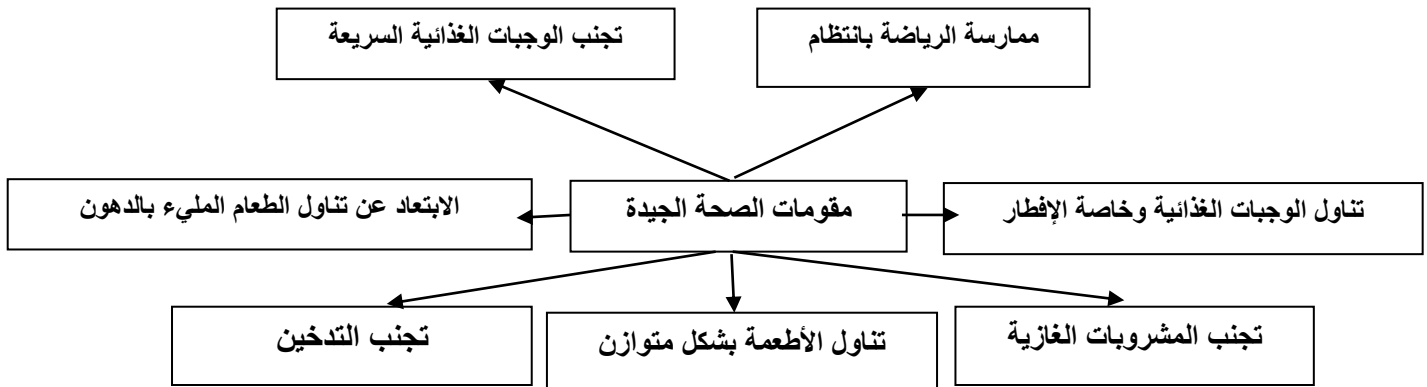 ممارسة الرياضة بانتظام
تجنب الوجبات الغذائية السريعة
تناول الوجبات الغذائية وخاصة الإفطار
مقومات الصحة الجيدة
الابتعاد عن تناول الطعام المليء بالدهون
تجنب المشروبات الغازية
تناول الأطعمة بشكل متوازن
تجنب التدخين